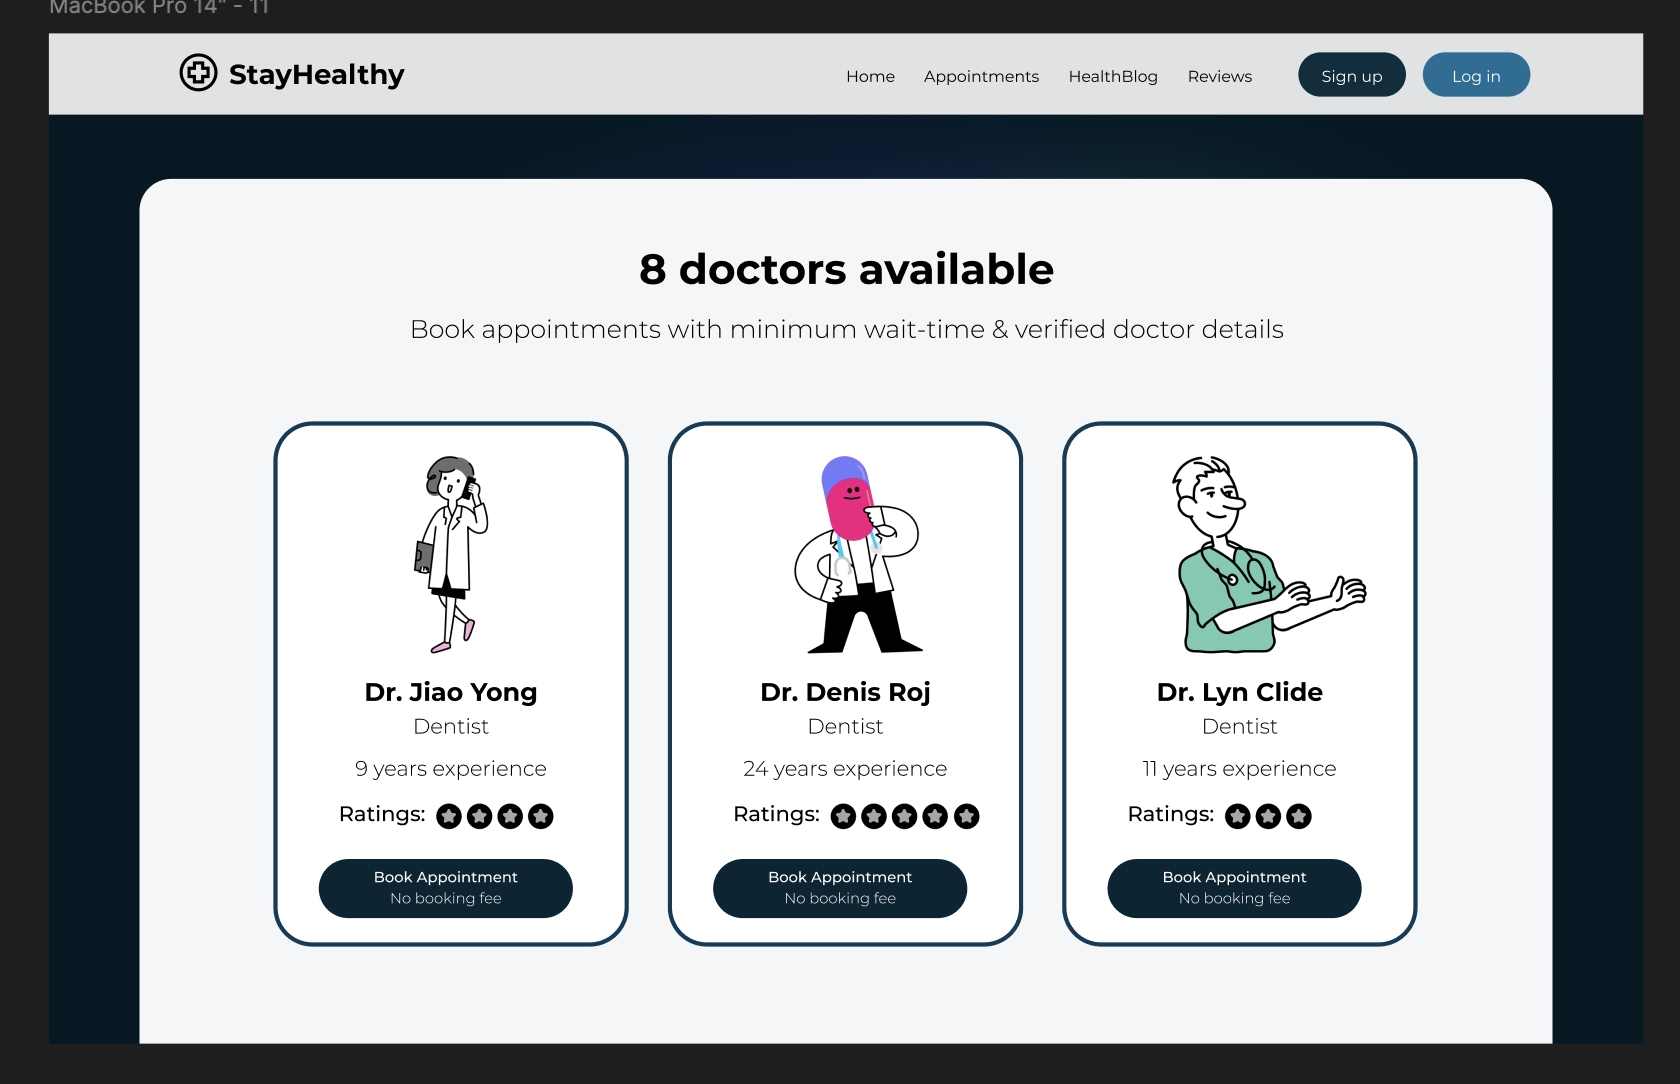 MacBook Pro 14" - 11
StayHealthy
Home Appointments HealthBlog Reviews Sign up Log in
8 doctors available
Book appointments with minimum wait-time & verified doctor details
Dr. Jiao Yong
Dentist
9 years experience
Ratings:
Book Appointment
No booking fee
Dr. Denis Roj
Dentist
24 years experience
Ratings:
Book Appointment
No booking fee
Dr. Lyn Clide
Dentist
11 years experience
Ratings:
Book Appointment
No booking fee